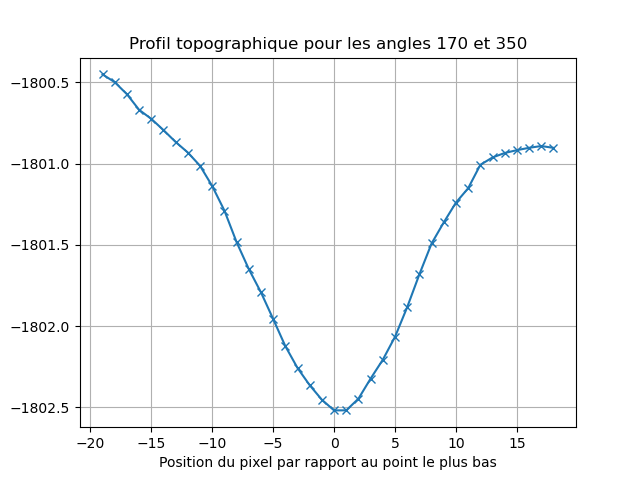 Profil topographique pour les angles 170 et 350
−1800.5
−1801.0
−1801.5
−1802.0
−1802.5
−20 −15 −10 −5 0 5 10 15
Position du pixel par rapport au point le plus bas